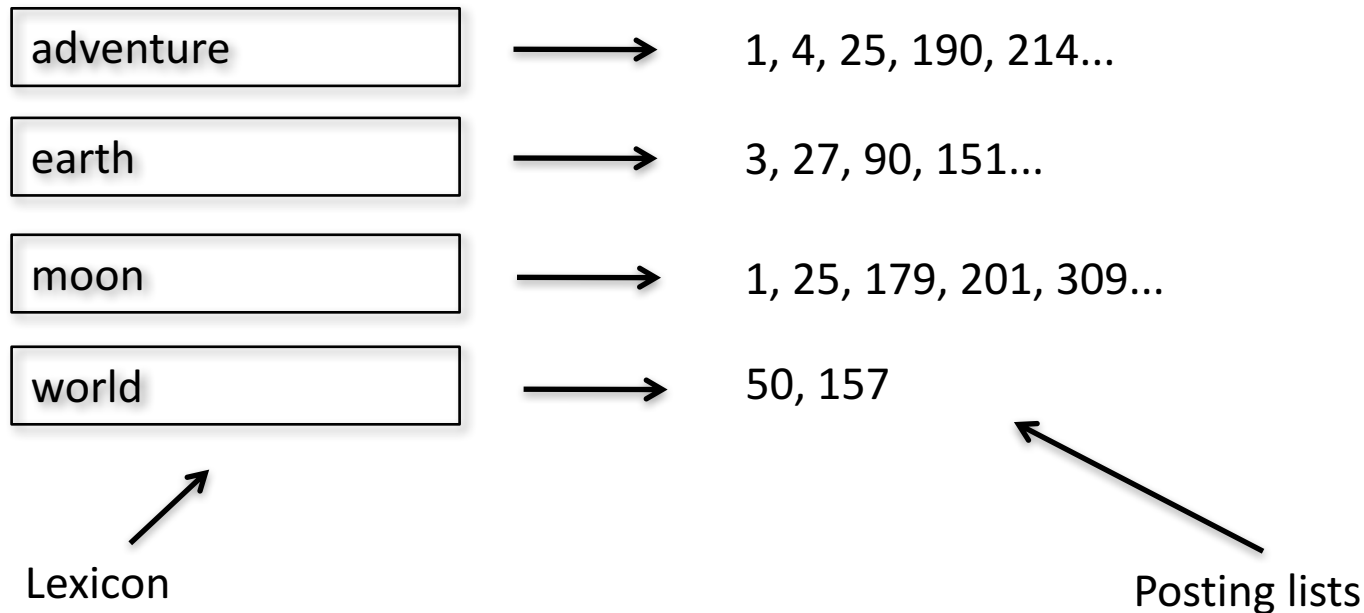 adventure 1, 4, 25, 190, 214...
earth 3, 27, 90, 151...
moon 1, 25, 179, 201, 309...
world 50, 157
Lexicon Posting lists